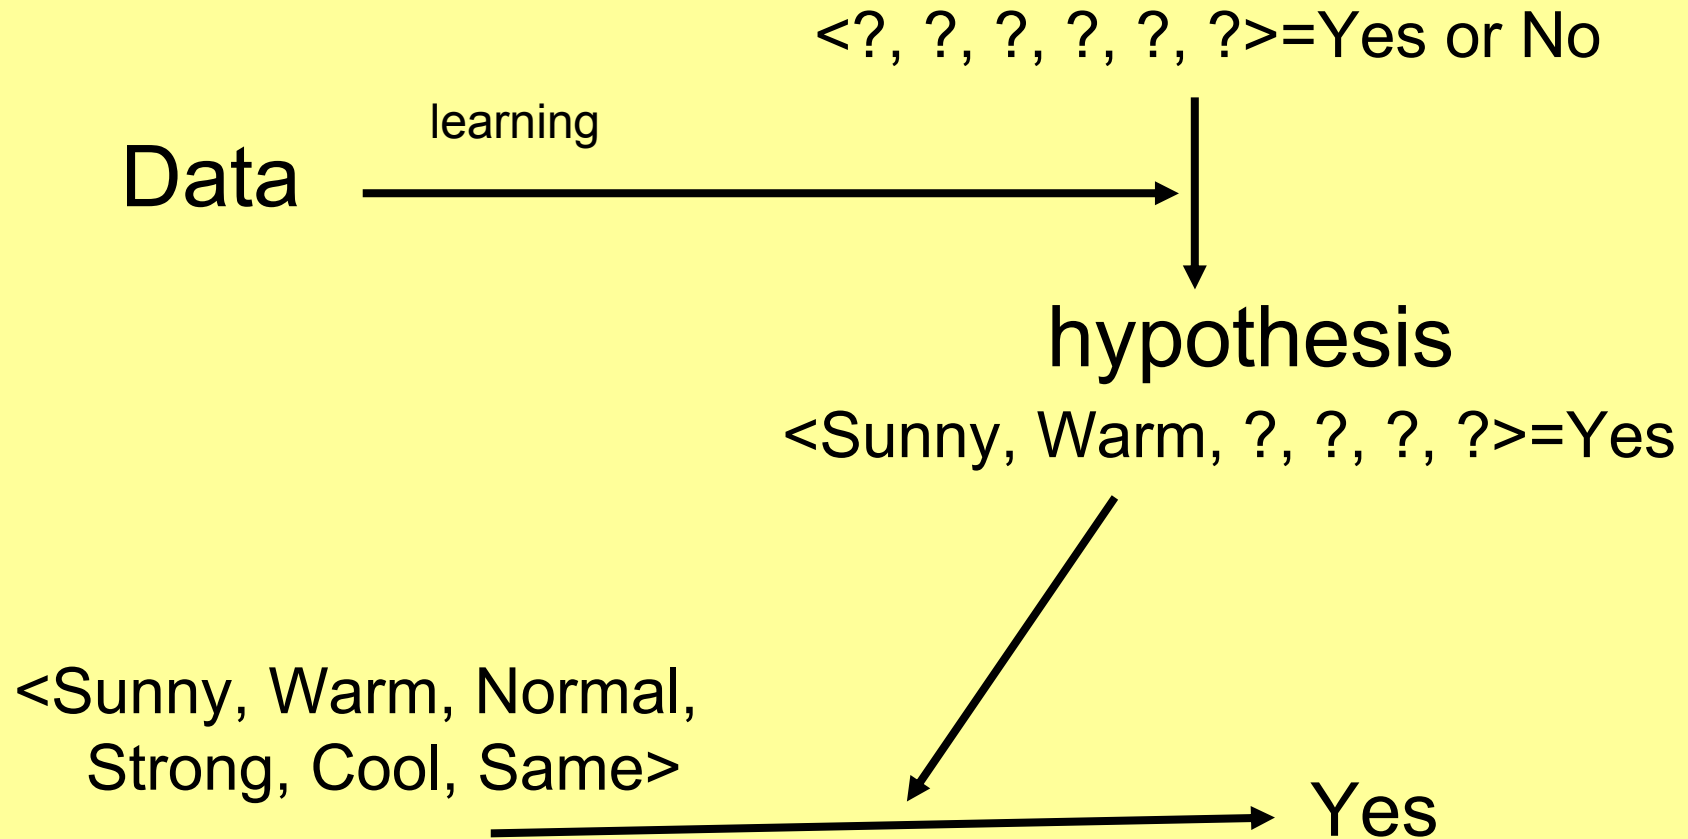 <?, ?, ?, ?, ?, ?>=Yes or No
learning
Data
hypothesis
<Sunny, Warm, ?, ?, ?, ?>=Yes
<Sunny, Warm, Normal,
Strong, Cool, Same>
Yes